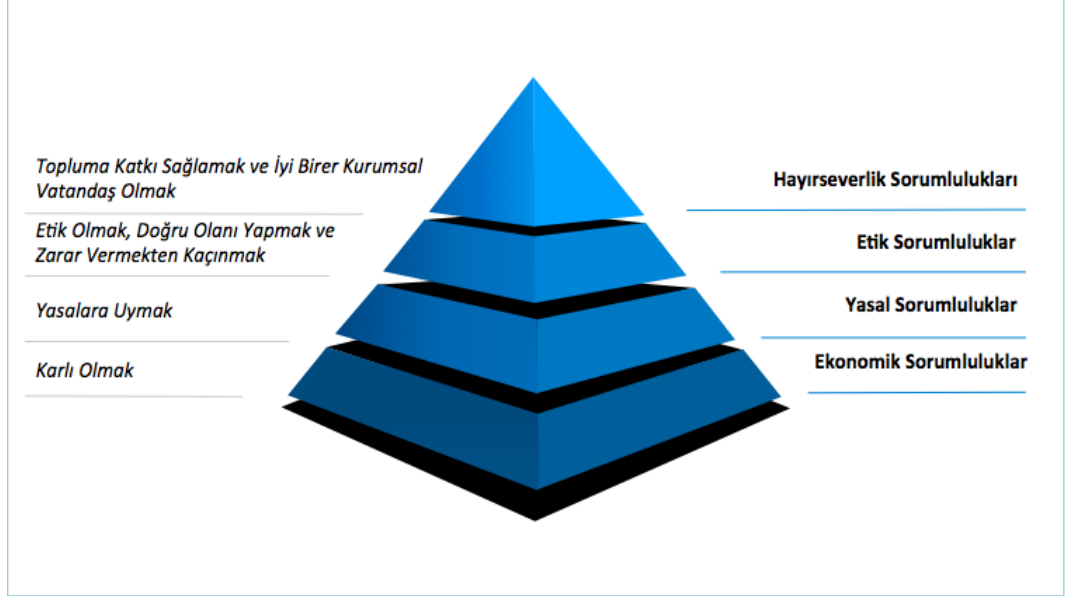 Topluma Katkı Sağlamak ve İyi Birer Kurumsal
Vatandaş Olmak
Hayırseverlik Sorumlulukları
Etik Olmak, Doğru Olanı Yapmak ve
Zarar Vermekten Kaçınmak
Etik Sorumluluklar
Yasalara Uymak
Yasal Sorumluluklar
Karlı Olmak
Ekonomik Sorumluluklar